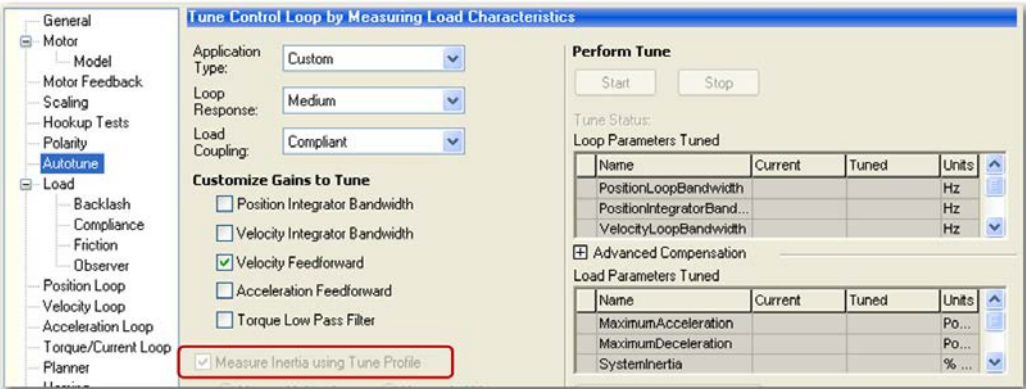 General
Motor
Model
Motor Feedback
Scaling
Hookup Tests
Polarity
Autotune
Load
Backlash
Compliance
Friction
Observer
Position Loop
Velocity Loop
Acceleration Loop
Torque/Current Loop
Planner
Tune Control Loop by Measuring Load Characteristics
Application
Type:
Custom
Loop
Response:
Medium
Load
Coupling:
Compliant
Customize Gains to Tune
Position Integrator Bandwidth
Velocity Integrator Bandwidth
Velocity Feedforward
Acceleration Feedforward
Torque Low Pass Filter
Measure Inertia using Tune Profile
Perform Tune
Start Stop
Tune Status:
Loop Parameters Tuned
Name Current Tuned Units
PositionLoopBandwidth Hz
PositionIntegratorBand... Hz
VelocityLoopBandwidth Hz
Advanced Compensation
Load Parameters Tuned
Name Current Tuned Units
MaximumAcceleration Po...
MaximumDeceleration Po...
SystemInertia % ...